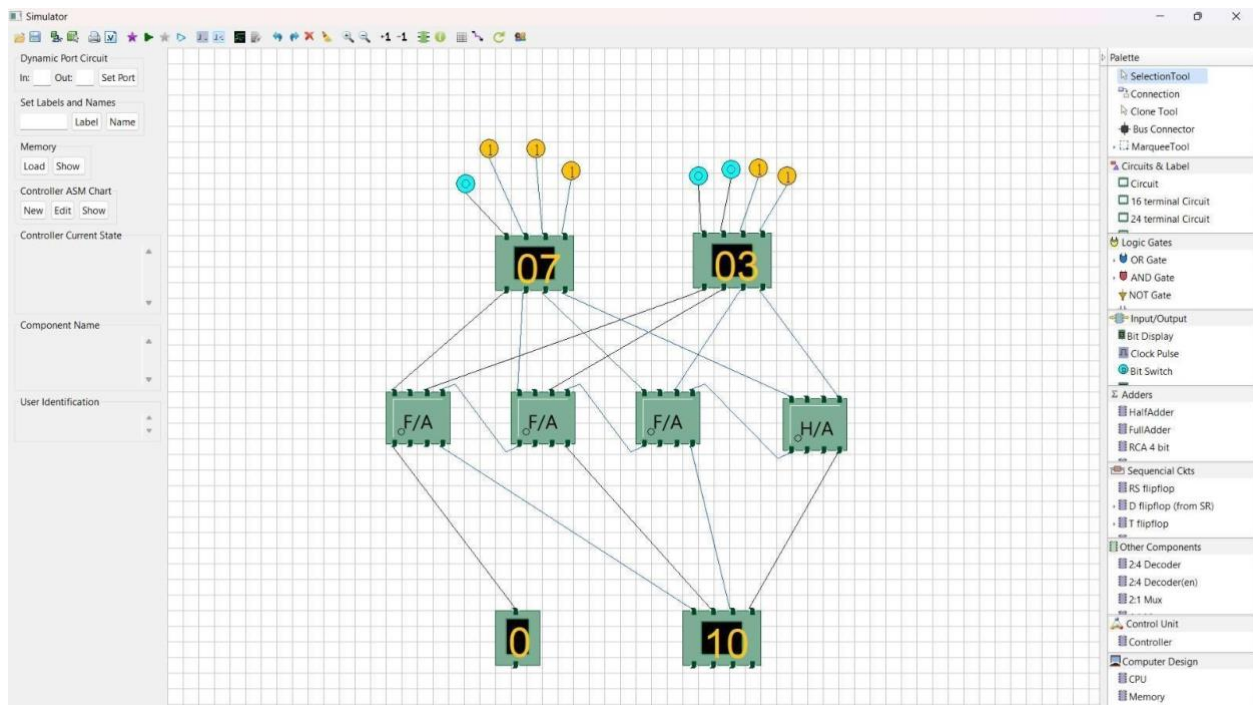 Simulator
·1 -1
Dynamic Port Circuit
In: Out: Set Port
Set Labels and Names
Label Name
Memory
Load Show
Controller ASM Chart
New Edit Show
Controller Current State
Component Name
User Identification
1 1 1 0
0 0 1 1
07 03
F/A F/A F/A H/A
0 10
Palette
SelectionTool
Connection
Clone Tool
Bus Connector
MarqueeTool
Circuits & Label
Circuit
16 terminal Circuit
24 terminal Circuit
Logic Gates
OR Gate
AND Gate
NOT Gate
Input/Output
Bit Display
Clock Pulse
Bit Switch
Σ Adders
HalfAdder
FullAdder
RCA 4 bit
Sequencial Ckts
RS flipflop
D flipflop (from SR)
T flipflop
Other Components
2:4 Decoder
2:4 Decoder(en)
2:1 Mux
Control Unit
Controller
Computer Design
CPU
Memory